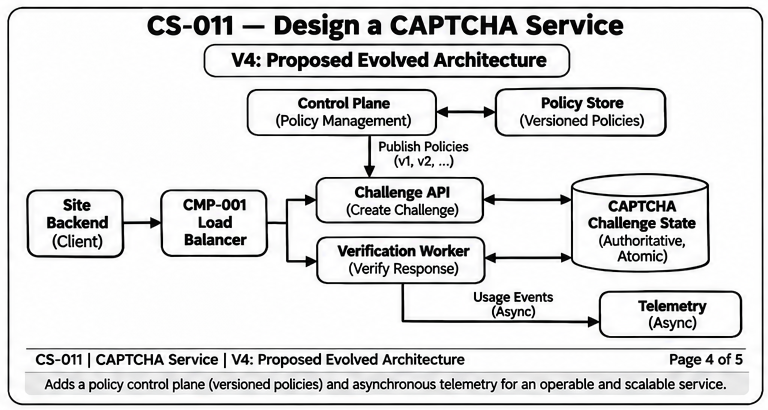 CS-011 — Design a CAPTCHA Service
V4: Proposed Evolved Architecture
Control Plane
(Policy Management)
Policy Store
(Versioned Policies)
Publish Policies
(v1, v2, ...)
Site
Backend
(Client)
CMP-001
Load
Balancer
Challenge API
(Create Challenge)
CAPTCHA
Challenge State
(Authoritative,
Atomic)
Verification Worker
(Verify Response)
Usage Events
(Async)
Telemetry
(Async)
CS-011 | CAPTCHA Service | V4: Proposed Evolved Architecture
Page 4 of 5
Adds a policy control plane (versioned policies) and asynchronous telemetry for an operable and scalable service.